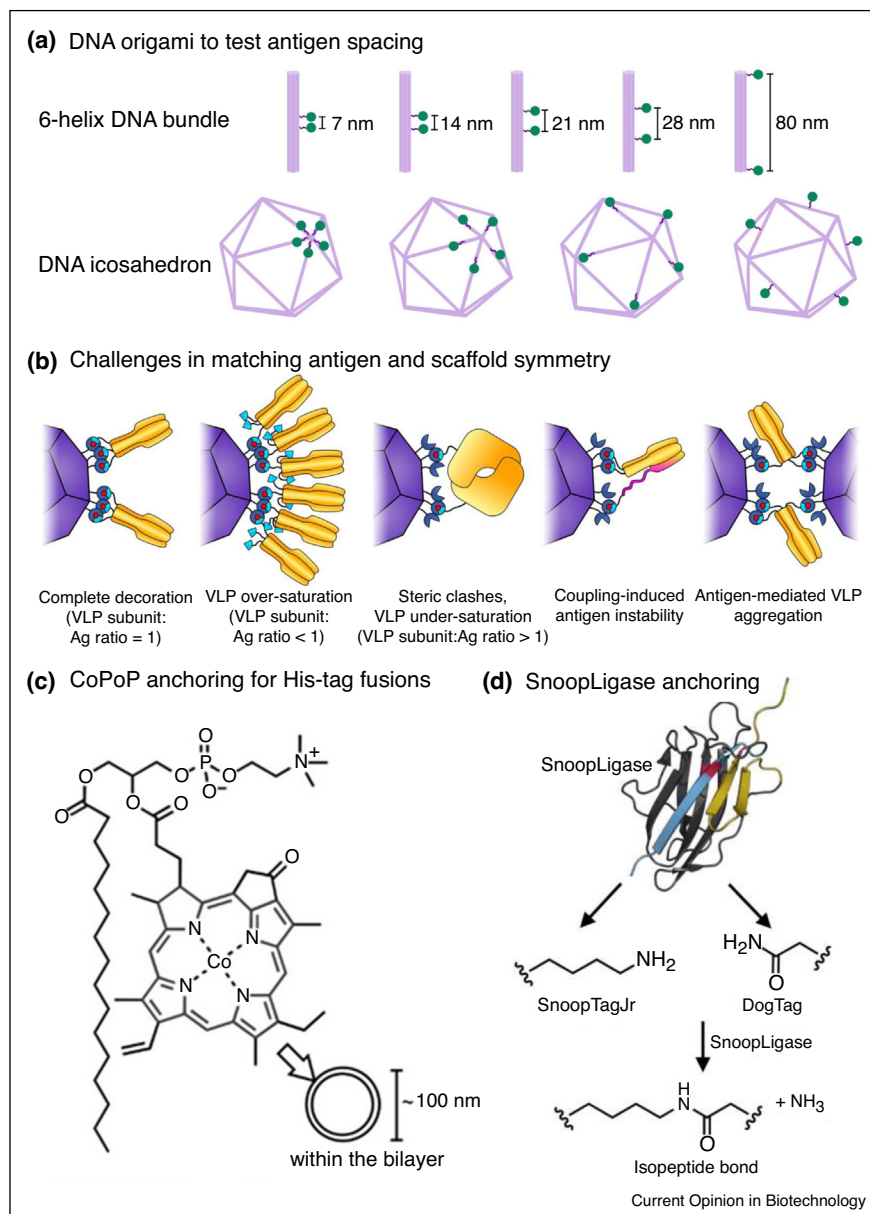 (a) DNA origami to test antigen spacing
6-helix DNA bundle
7 nm
14 nm
21 nm
28 nm
80 nm
DNA icosahedron
(b) Challenges in matching antigen and scaffold symmetry
Complete decoration
(VLP subunit:
Ag ratio = 1)
VLP over-saturation
(VLP subunit:
Ag ratio < 1)
Steric clashes,
VLP under-saturation
(VLP subunit:Ag ratio > 1)
Coupling-induced
antigen instability
Antigen-mediated VLP
aggregation
(c) CoPoP anchoring for His-tag fusions
O
O
P
O
O-
N+
O
O
O
O
N
N
Co
N
N
~100 nm
within the bilayer
(d) SnoopLigase anchoring
SnoopLigase
NH2
SnoopTagJr
H2N
O
DogTag
SnoopLigase
H
N
O
+ NH3
Isopeptide bond
Current Opinion in Biotechnology